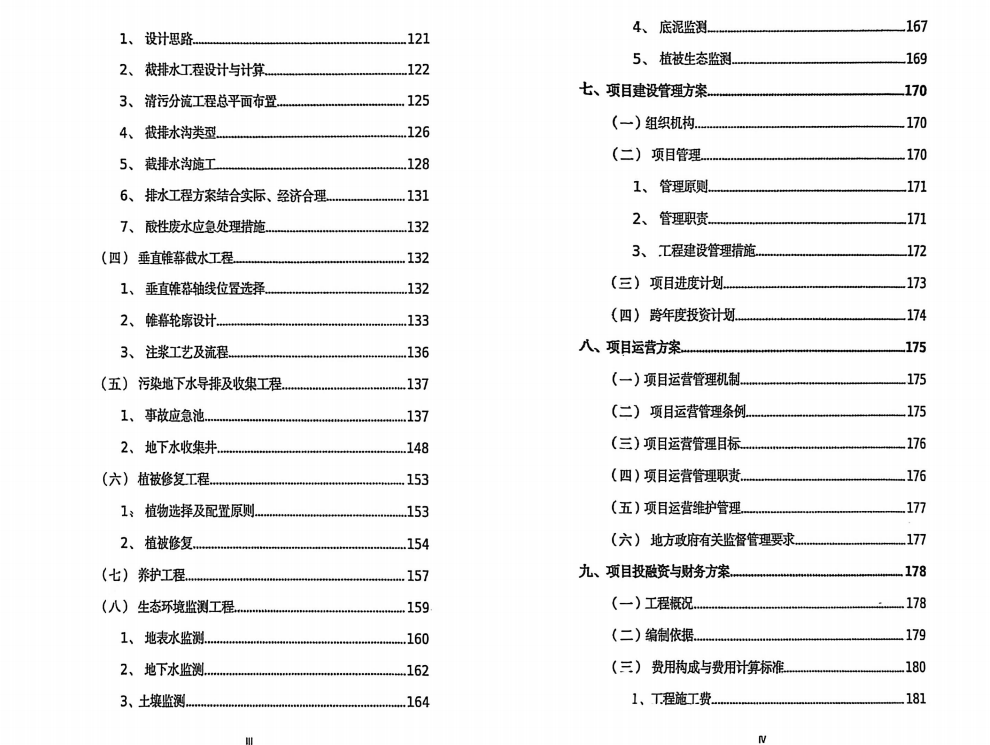 1、 设计思路........121
2、 截排水工程设计与计算........122
3、 清污分流工程总平面布置........125
4、 截排水沟类型........126
5、 截排水沟施工........128
6、 排水工程方案结合实际、经济合理........131
7、 酸性废水应急处理措施........132
（四） 垂直帷幕截水工程........132
1、 垂直帷幕轴线位置选择........132
2、 帷幕轮廓设计........133
3、 注浆工艺及流程........136
（五） 污染地下水导排及收集工程........137
1、 事故应急池........137
2、 地下水收集井........148
（六） 植被修复工程........153
1、 植物选择及配置原则........153
2、 植被修复........154
（七） 养护工程........157
（八） 生态环境监测工程........159
1、 地表水监测........160
2、 地下水监测........162
3、土壤监测........164
III
4、 底泥监测........167
5、 植被生态监测........169
七、项目建设管理方案........170
（一）组织机构........170
（二） 项目管理........170
1、 管理原则........171
2、 管理职责........171
3、 工程建设管理措施........172
（三） 项目进度计划........173
（四） 跨年度投资计划........174
八、项目运营方案........175
（一）项目运营管理机制........175
（二） 项目运营管理条例........175
（三）项目运营管理目标........176
（四）项目运营管理职责........176
（五）项目运营维护管理........177
（六） 地方政府有关监督管理要求........177
九、项目投融资与财务方案........178
（一）工程概况........178
（二）编制依据........179
（三） 费用构成与费用计算标准........180
1、工程施工费........181
IV